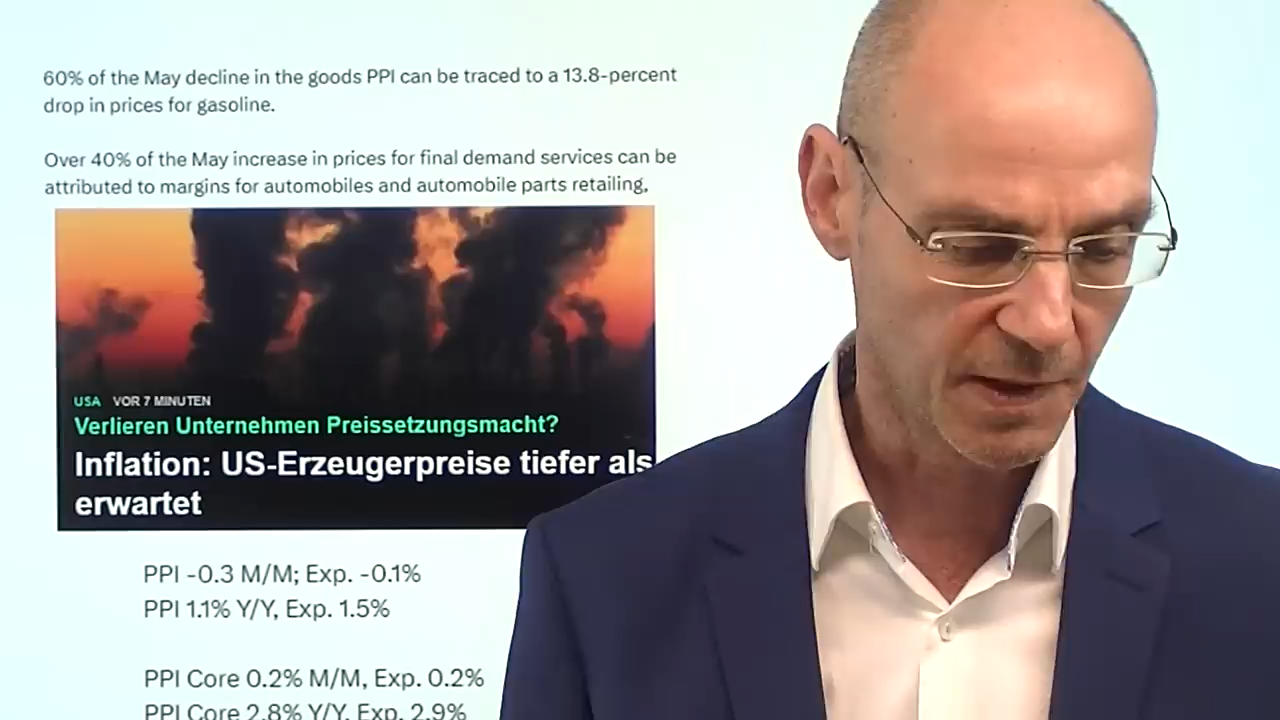 60% of the May decline in the goods PPI can be traced to a 13.8-percent
drop in prices for gasoline.
Over 40% of the May increase in prices for final demand services can be
attributed to margins for automobiles and automobile parts retailing,
USA VOR 7 MINUTEN
Verlieren Unternehmen Preissetzungsmacht?
Inflation: US-Erzeugerpreise tiefer als
erwartet
PPI -0.3 M/M; Exp. -0.1%
PPI 1.1% Y/Y, Exp. 1.5%
PPI Core 0.2% M/M, Exp. 0.2%
PPI Core 2.8% Y/Y, Exp. 2.9%